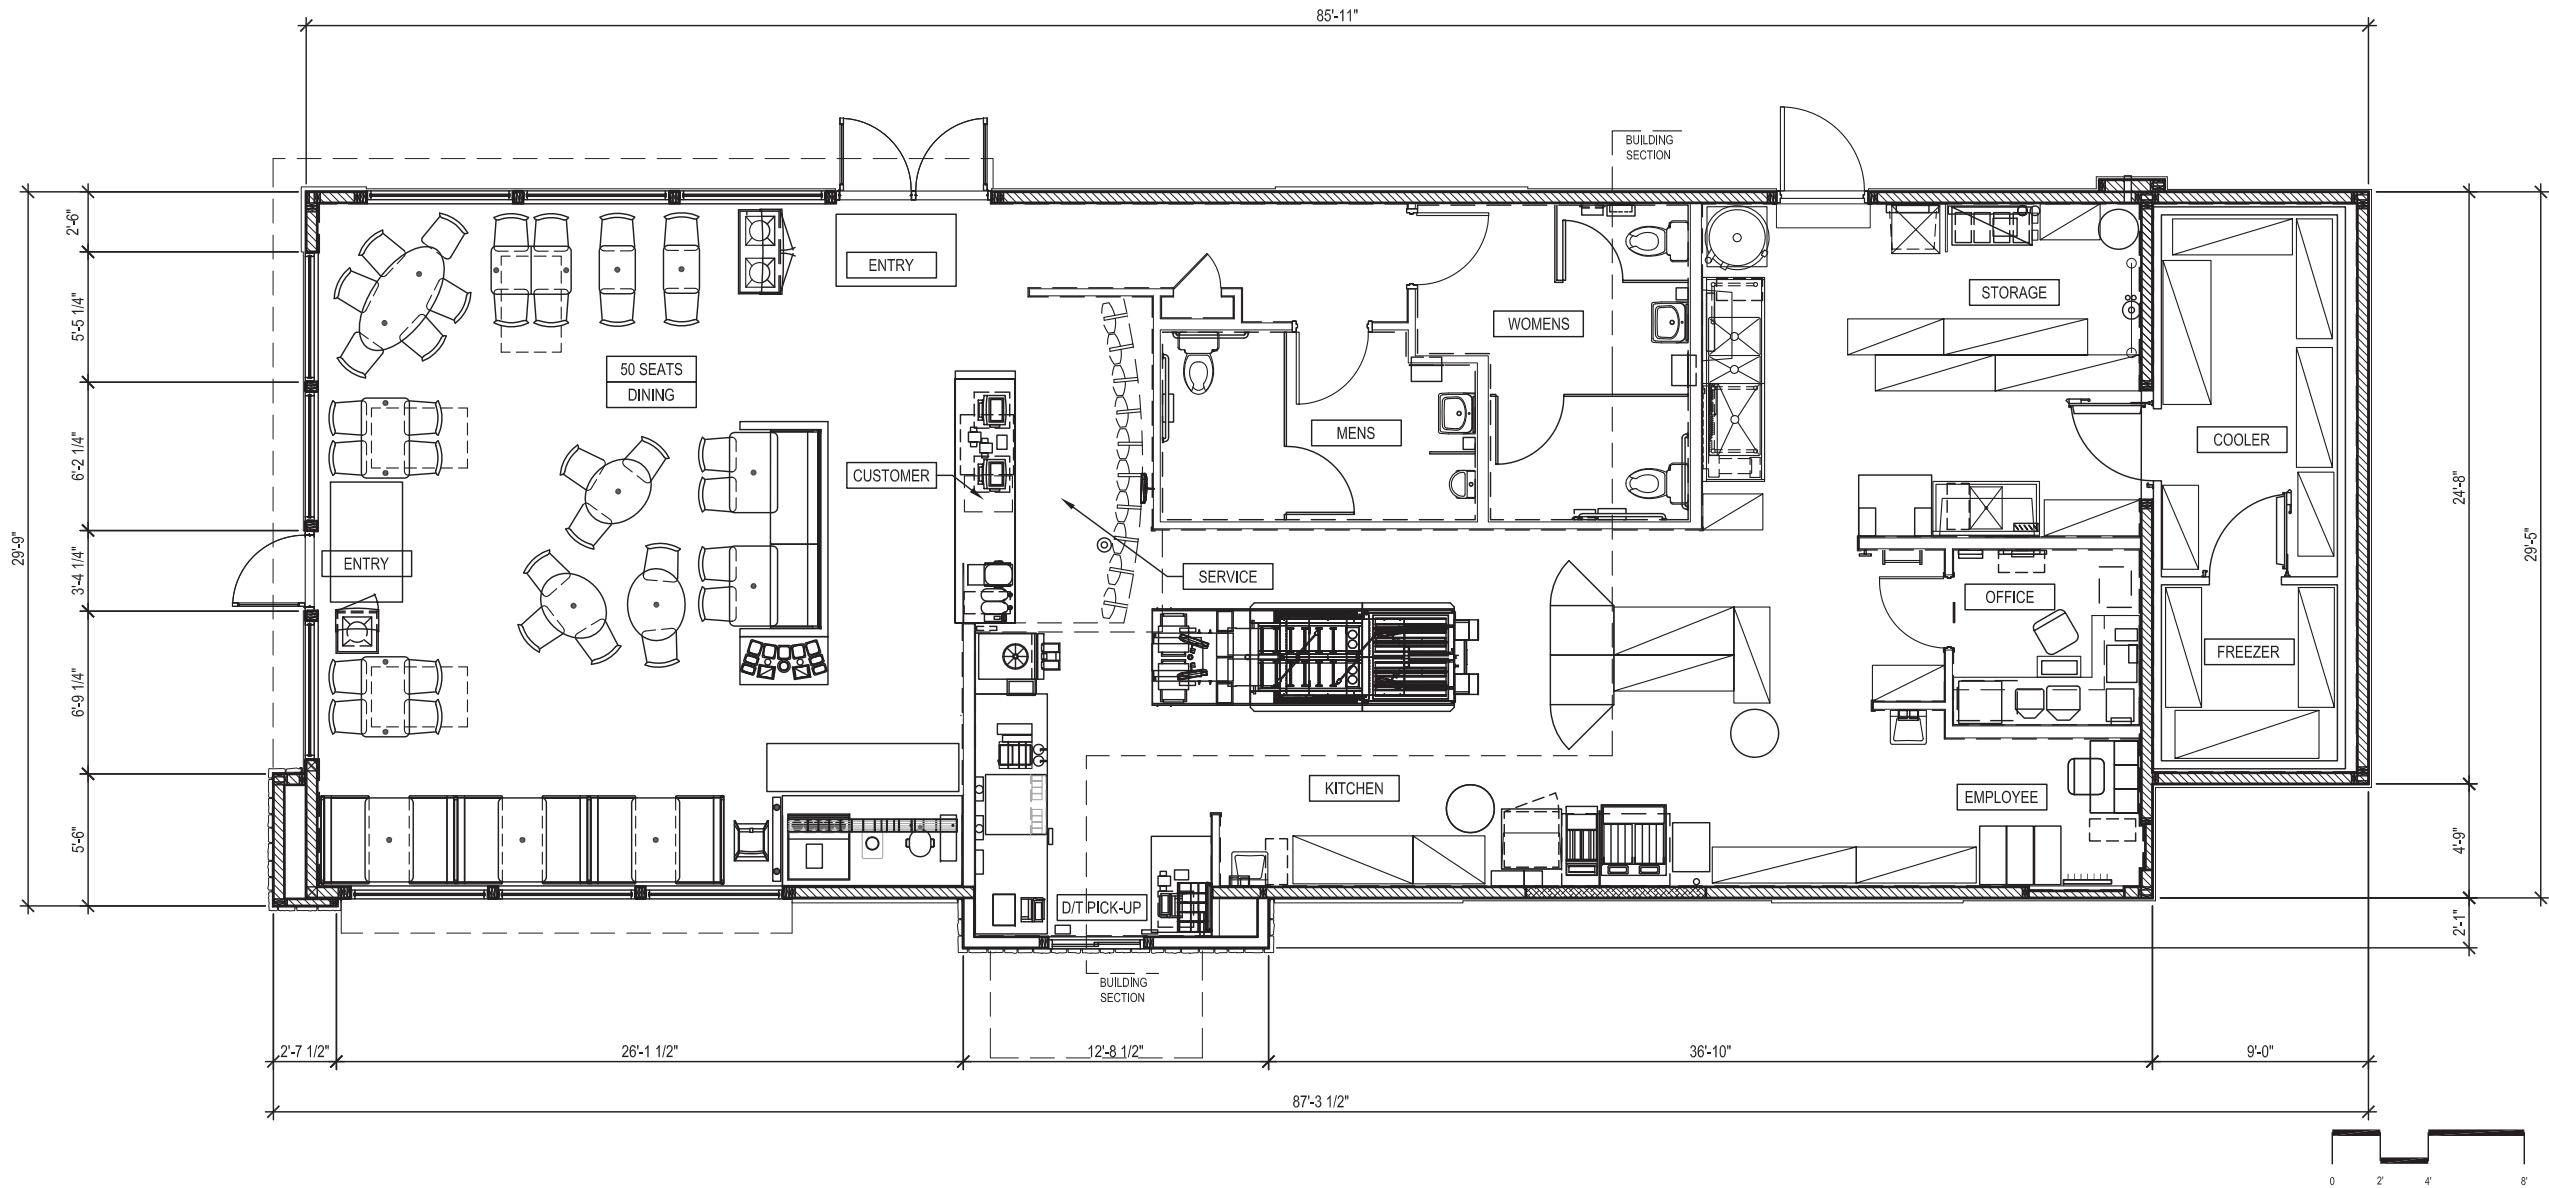 85'-11"
BUILDING
SECTION
2'-6"
ENTRY
STORAGE
5'-5 1/4"
WOMENS
50 SEATS
DINING
MENS
COOLER
6'-2 1/4"
CUSTOMER
24'-8"
29'-9"
29'-5"
3'-4 1/4"
ENTRY
SERVICE
OFFICE
FREEZER
6'-9 1/4"
KITCHEN
EMPLOYEE
5'-6"
4'-9"
D/T PICK-UP
2'-1"
BUILDING
SECTION
2'-7 1/2"
26'-1 1/2"
12'-8 1/2"
36'-10"
9'-0"
87'-3 1/2"
0 2' 4' 8'